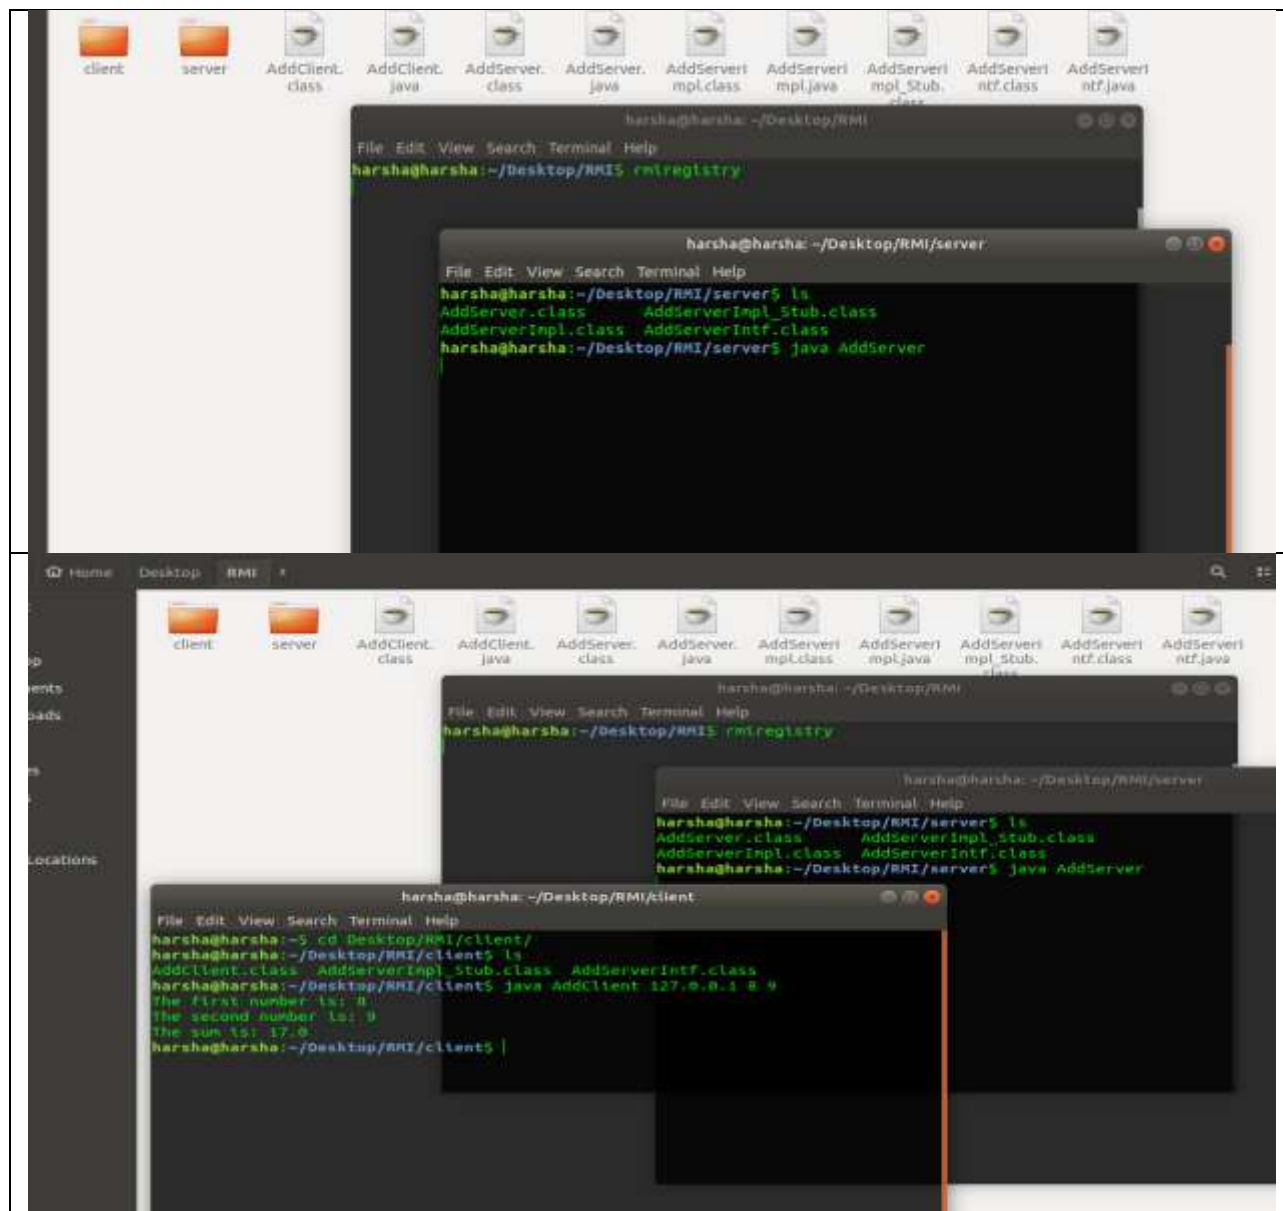 client server AddClient. AddClient. AddServer. AddServer. AddServerI AddServerI AddServerI AddServerI AddServerI
class java class java mpl.class mpl.java mpl_Stub. ntf.class ntf.java
class
harsha@harsha: ~/Desktop/RMI
File Edit View Search Terminal Help
harsha@harsha:~/Desktop/RMI$ rmiregistry
harsha@harsha: ~/Desktop/RMI/server
File Edit View Search Terminal Help
harsha@harsha:~/Desktop/RMI/server$ ls
AddServer.class AddServerImpl_Stub.class
AddServerImpl.class AddServerIntf.class
harsha@harsha:~/Desktop/RMI/server$ java AddServer
Home Desktop RMI
client server AddClient. AddClient. AddServer. AddServer. AddServerI AddServerI AddServerI AddServerI AddServerI
class java class java mpl.class mpl.java mpl_Stub. ntf.class ntf.java
class
op
ments
oads
es
s
Locations
harsha@harsha: ~/Desktop/RMI
File Edit View Search Terminal Help
harsha@harsha:~/Desktop/RMI$ rmiregistry
harsha@harsha: ~/Desktop/RMI/server
File Edit View Search Terminal Help
harsha@harsha:~/Desktop/RMI/server$ ls
AddServer.class AddServerImpl_Stub.class
AddServerImpl.class AddServerIntf.class
harsha@harsha:~/Desktop/RMI/server$ java AddServer
harsha@harsha: ~/Desktop/RMI/client
File Edit View Search Terminal Help
harsha@harsha:~$ cd Desktop/RMI/client/
harsha@harsha:~/Desktop/RMI/client$ ls
AddClient.class AddServerImpl_Stub.class AddServerIntf.class
harsha@harsha:~/Desktop/RMI/client$ java AddClient 127.0.0.1 8 9
The first number is: 8
The second number is: 9
The sum is: 17.0
harsha@harsha:~/Desktop/RMI/client$